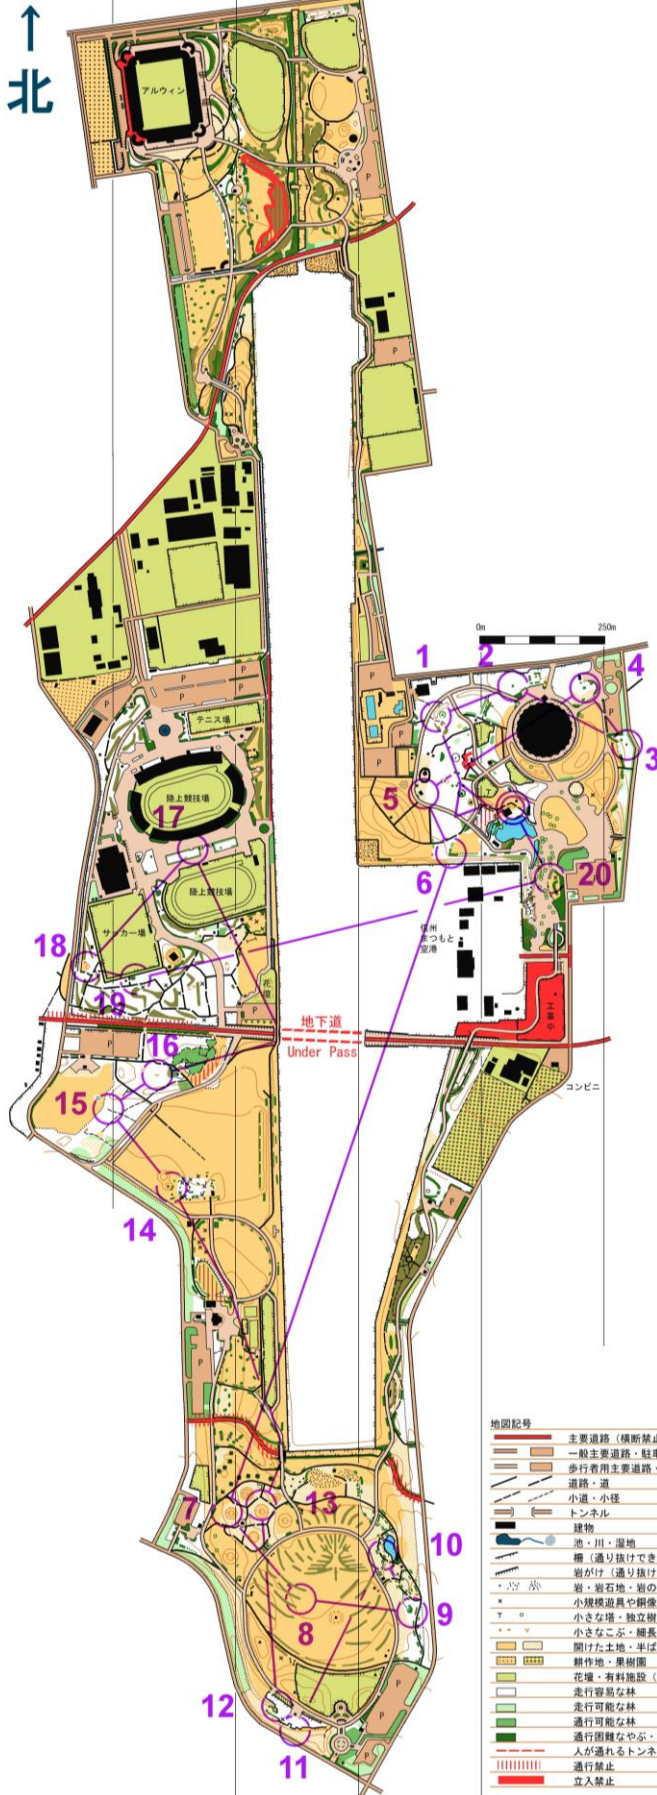 ↑
北
アルウィン
P
P
0m 250m
1 2 4
P
P
P
P
P
テニス場
P
P
3
陸上競技場
5
17
6
陸上競技場
20
サッカー場
18
信州
まつもと
空港
19
花壇
P
地下道
Under Pass
工事中
P
16
コンビニ
15
P
14
P
P
7
13
10
9
8
12
11
P
P
地図記号
主要道路（横断禁止
一般主要道路・駐車
歩行者用主要道路・
道路・道
小道・小径
トンネル
建物
池・川・湿地
柵（通り抜けでき
岩がけ（通り抜け
岩・岩石地・岩の
小規模遊具や銅像
小さな塔・独立樹
小さなこぶ・細長
開けた土地・半ば
耕作地・果樹園
花壇・有料施設（
走行容易な林
走行可能な林
通行可能な林
通行困難なやぶ・
人が通れるトンネ
通行禁止
立入禁止